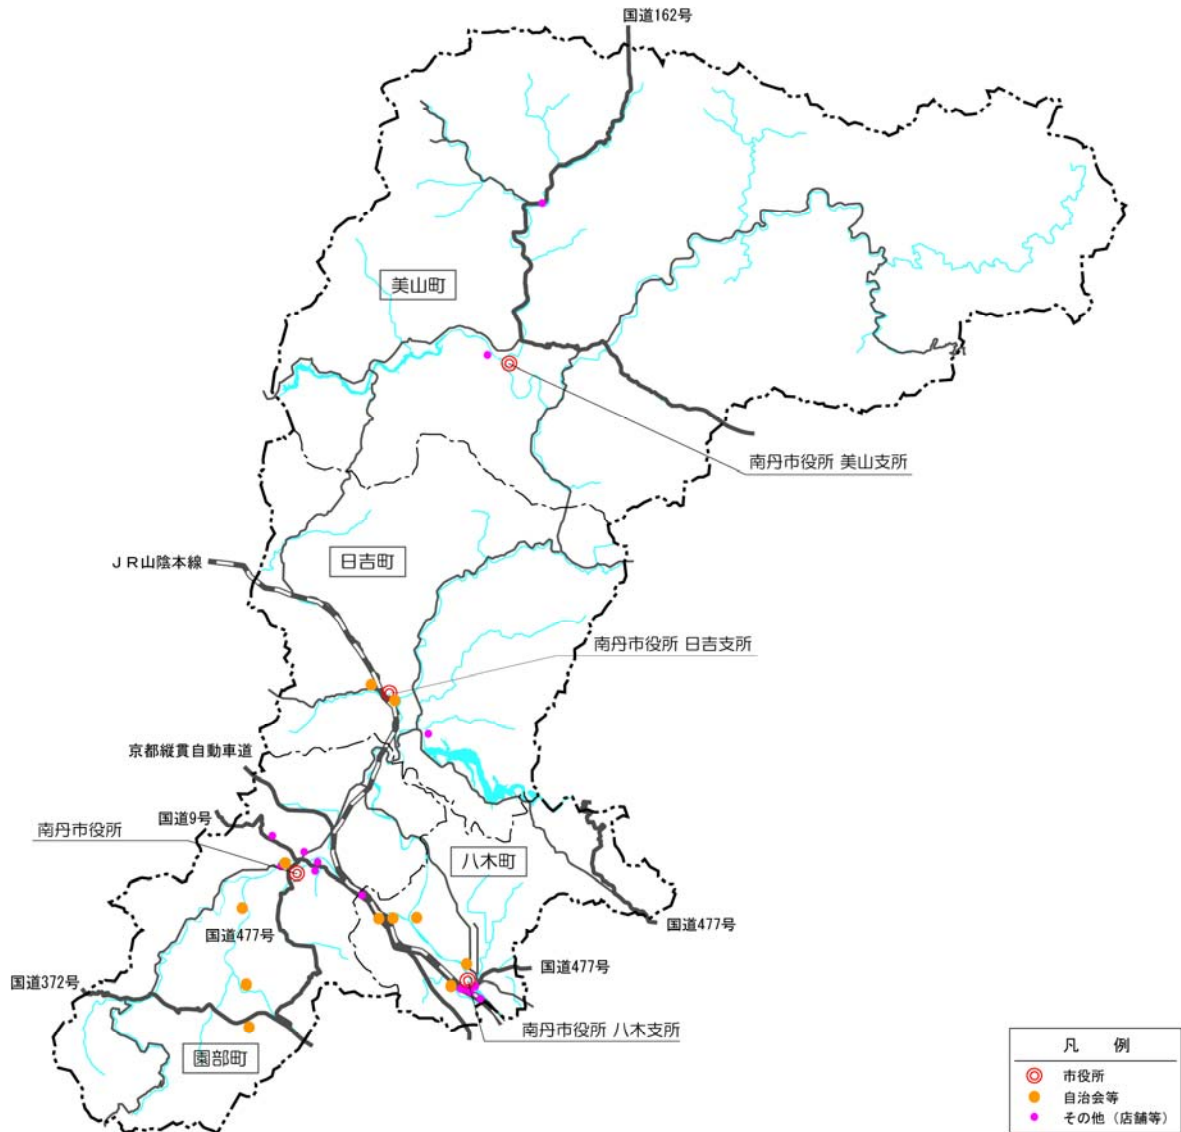 国道162号
美山町
南丹市役所 美山支所
日吉町
JR山陰本線
南丹市役所 日吉支所
京都縦貫自動車道
国道9号
南丹市役所
八木町
国道477号
国道477号
国道477号
国道372号
南丹市役所 八木支所
園部町
凡 例
市役所
自治会等
その他（店舗等）